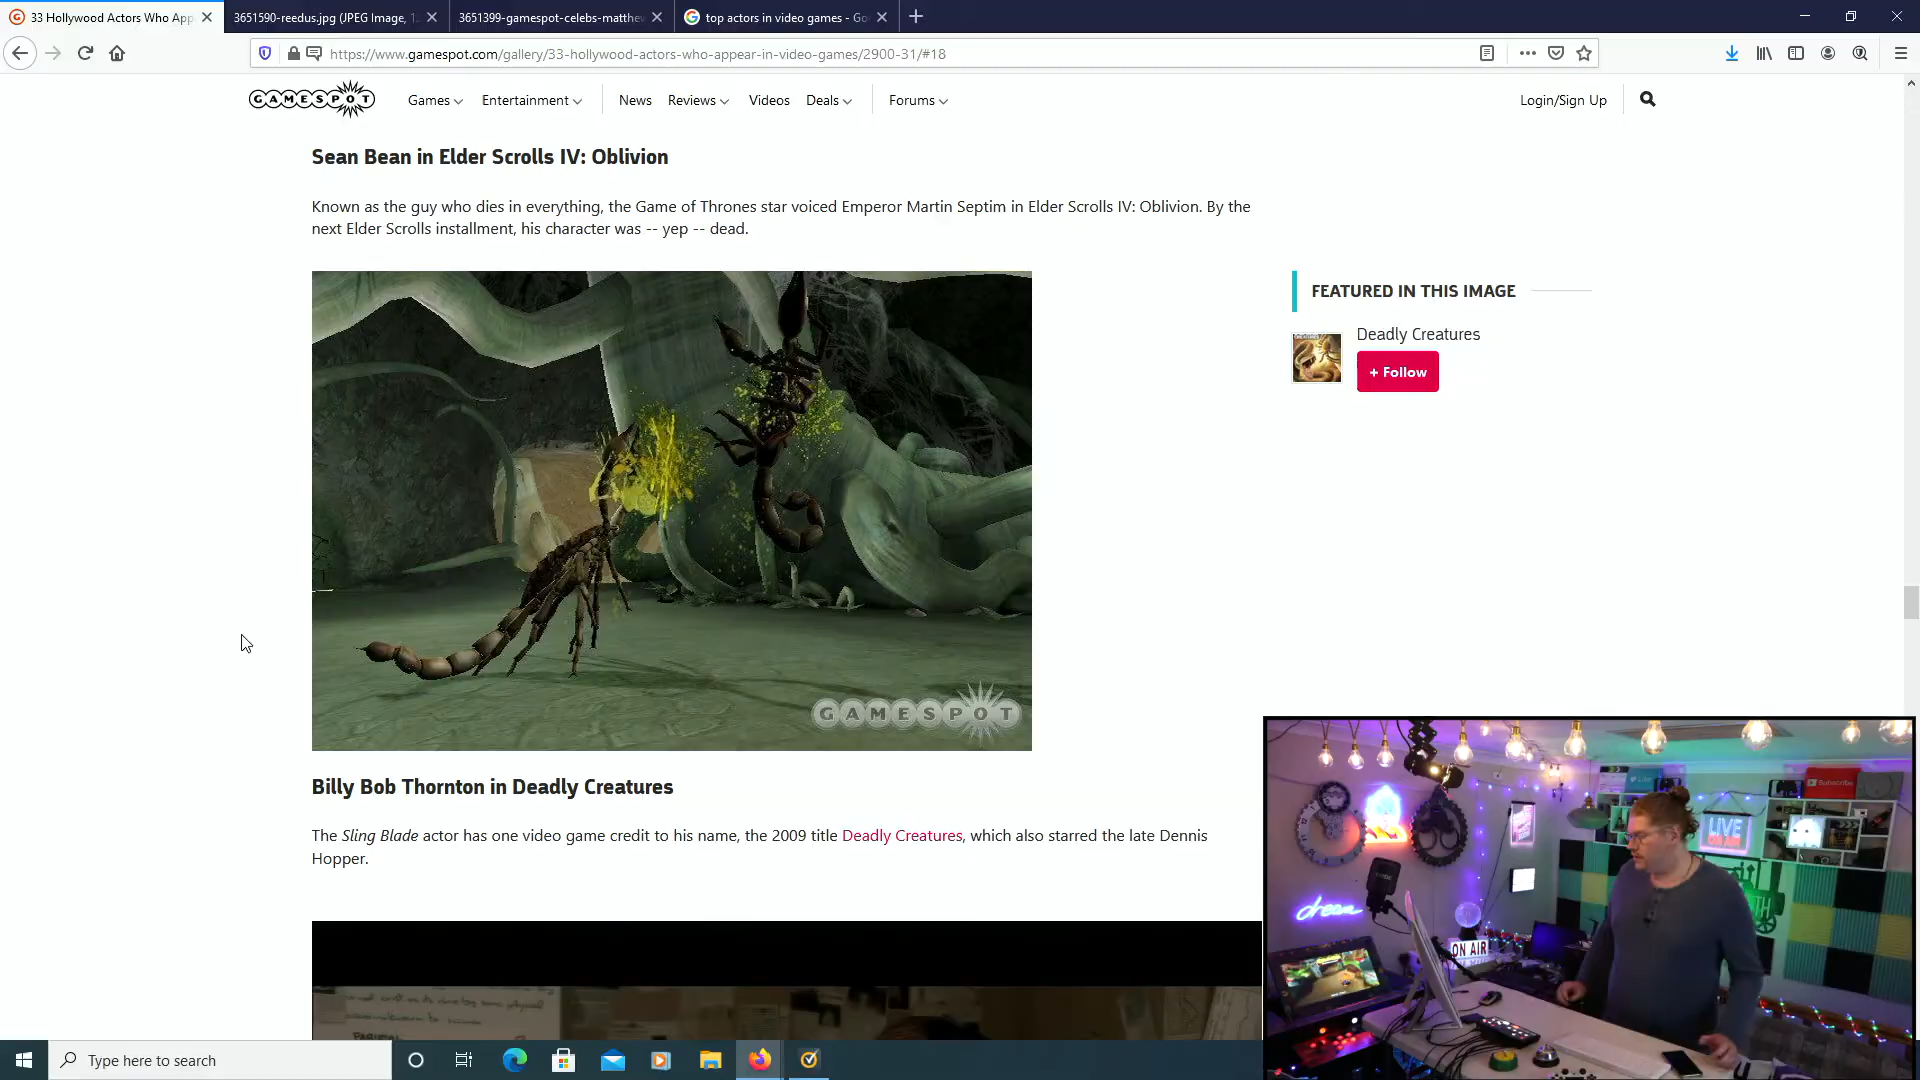 33 Hollywood Actors Who App
3651590-reedus.jpg (JPEG Image, 1
3651399-gamespot-celebs-matthew
top actors in video games - Go
https://www.gamespot.com/gallery/33-hollywood-actors-who-appear-in-video-games/2900-31/#18
GAMESPOT
Games
Entertainment
News
Reviews
Videos
Deals
Forums
Login/Sign Up
Sean Bean in Elder Scrolls IV: Oblivion
Known as the guy who dies in everything, the Game of Thrones star voiced Emperor Martin Septim in Elder Scrolls IV: Oblivion. By the
next Elder Scrolls installment, his character was -- yep -- dead.
FEATURED IN THIS IMAGE
Deadly Creatures
+ Follow
GAMESPOT
Billy Bob Thornton in Deadly Creatures
The Sling Blade actor has one video game credit to his name, the 2009 title Deadly Creatures, which also starred the late Dennis
Hopper.
Subscribe
LIVE
ON AIR
dream
ON AIR
Type here to search